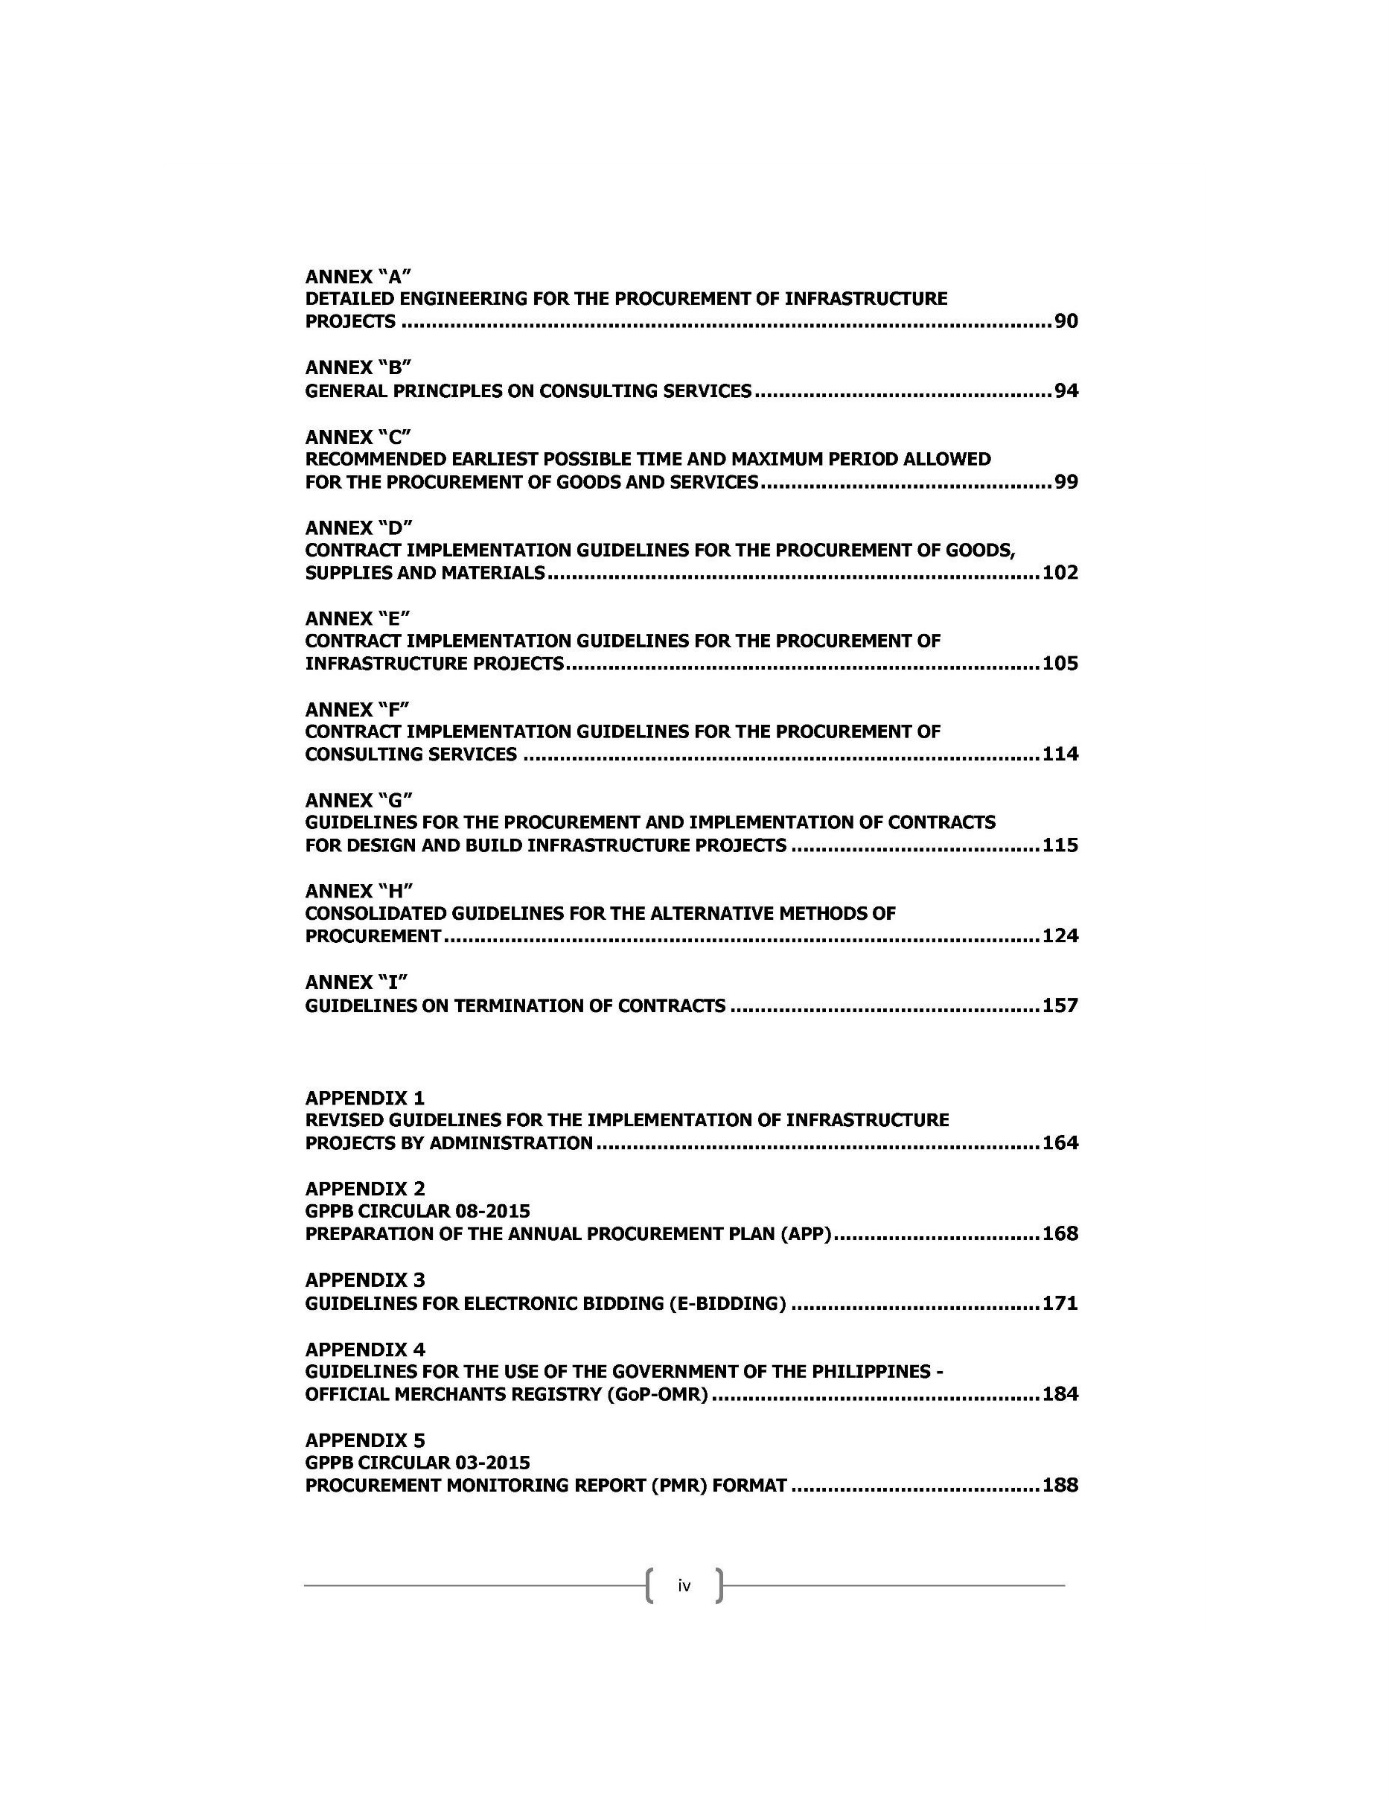 ANNEX “A”
DETAILED ENGINEERING FOR THE PROCUREMENT OF INFRASTRUCTURE
PROJECTS ........................................................................................................... 90
ANNEX “B”
GENERAL PRINCIPLES ON CONSULTING SERVICES ................................................. 94
ANNEX “C”
RECOMMENDED EARLIEST POSSIBLE TIME AND MAXIMUM PERIOD ALLOWED
FOR THE PROCUREMENT OF GOODS AND SERVICES ................................................ 99
ANNEX “D”
CONTRACT IMPLEMENTATION GUIDELINES FOR THE PROCUREMENT OF GOODS,
SUPPLIES AND MATERIALS ................................................................................. 102
ANNEX “E”
CONTRACT IMPLEMENTATION GUIDELINES FOR THE PROCUREMENT OF
INFRASTRUCTURE PROJECTS .............................................................................. 105
ANNEX “F”
CONTRACT IMPLEMENTATION GUIDELINES FOR THE PROCUREMENT OF
CONSULTING SERVICES ..................................................................................... 114
ANNEX “G”
GUIDELINES FOR THE PROCUREMENT AND IMPLEMENTATION OF CONTRACTS
FOR DESIGN AND BUILD INFRASTRUCTURE PROJECTS ......................................... 115
ANNEX “H”
CONSOLIDATED GUIDELINES FOR THE ALTERNATIVE METHODS OF
PROCUREMENT .................................................................................................. 124
ANNEX “I”
GUIDELINES ON TERMINATION OF CONTRACTS ................................................... 157
APPENDIX 1
REVISED GUIDELINES FOR THE IMPLEMENTATION OF INFRASTRUCTURE
PROJECTS BY ADMINISTRATION ......................................................................... 164
APPENDIX 2
GPPB CIRCULAR 08-2015
PREPARATION OF THE ANNUAL PROCUREMENT PLAN (APP) .................................. 168
APPENDIX 3
GUIDELINES FOR ELECTRONIC BIDDING (E-BIDDING) ......................................... 171
APPENDIX 4
GUIDELINES FOR THE USE OF THE GOVERNMENT OF THE PHILIPPINES -
OFFICIAL MERCHANTS REGISTRY (GoP-OMR) ...................................................... 184
APPENDIX 5
GPPB CIRCULAR 03-2015
PROCUREMENT MONITORING REPORT (PMR) FORMAT ......................................... 188
iv